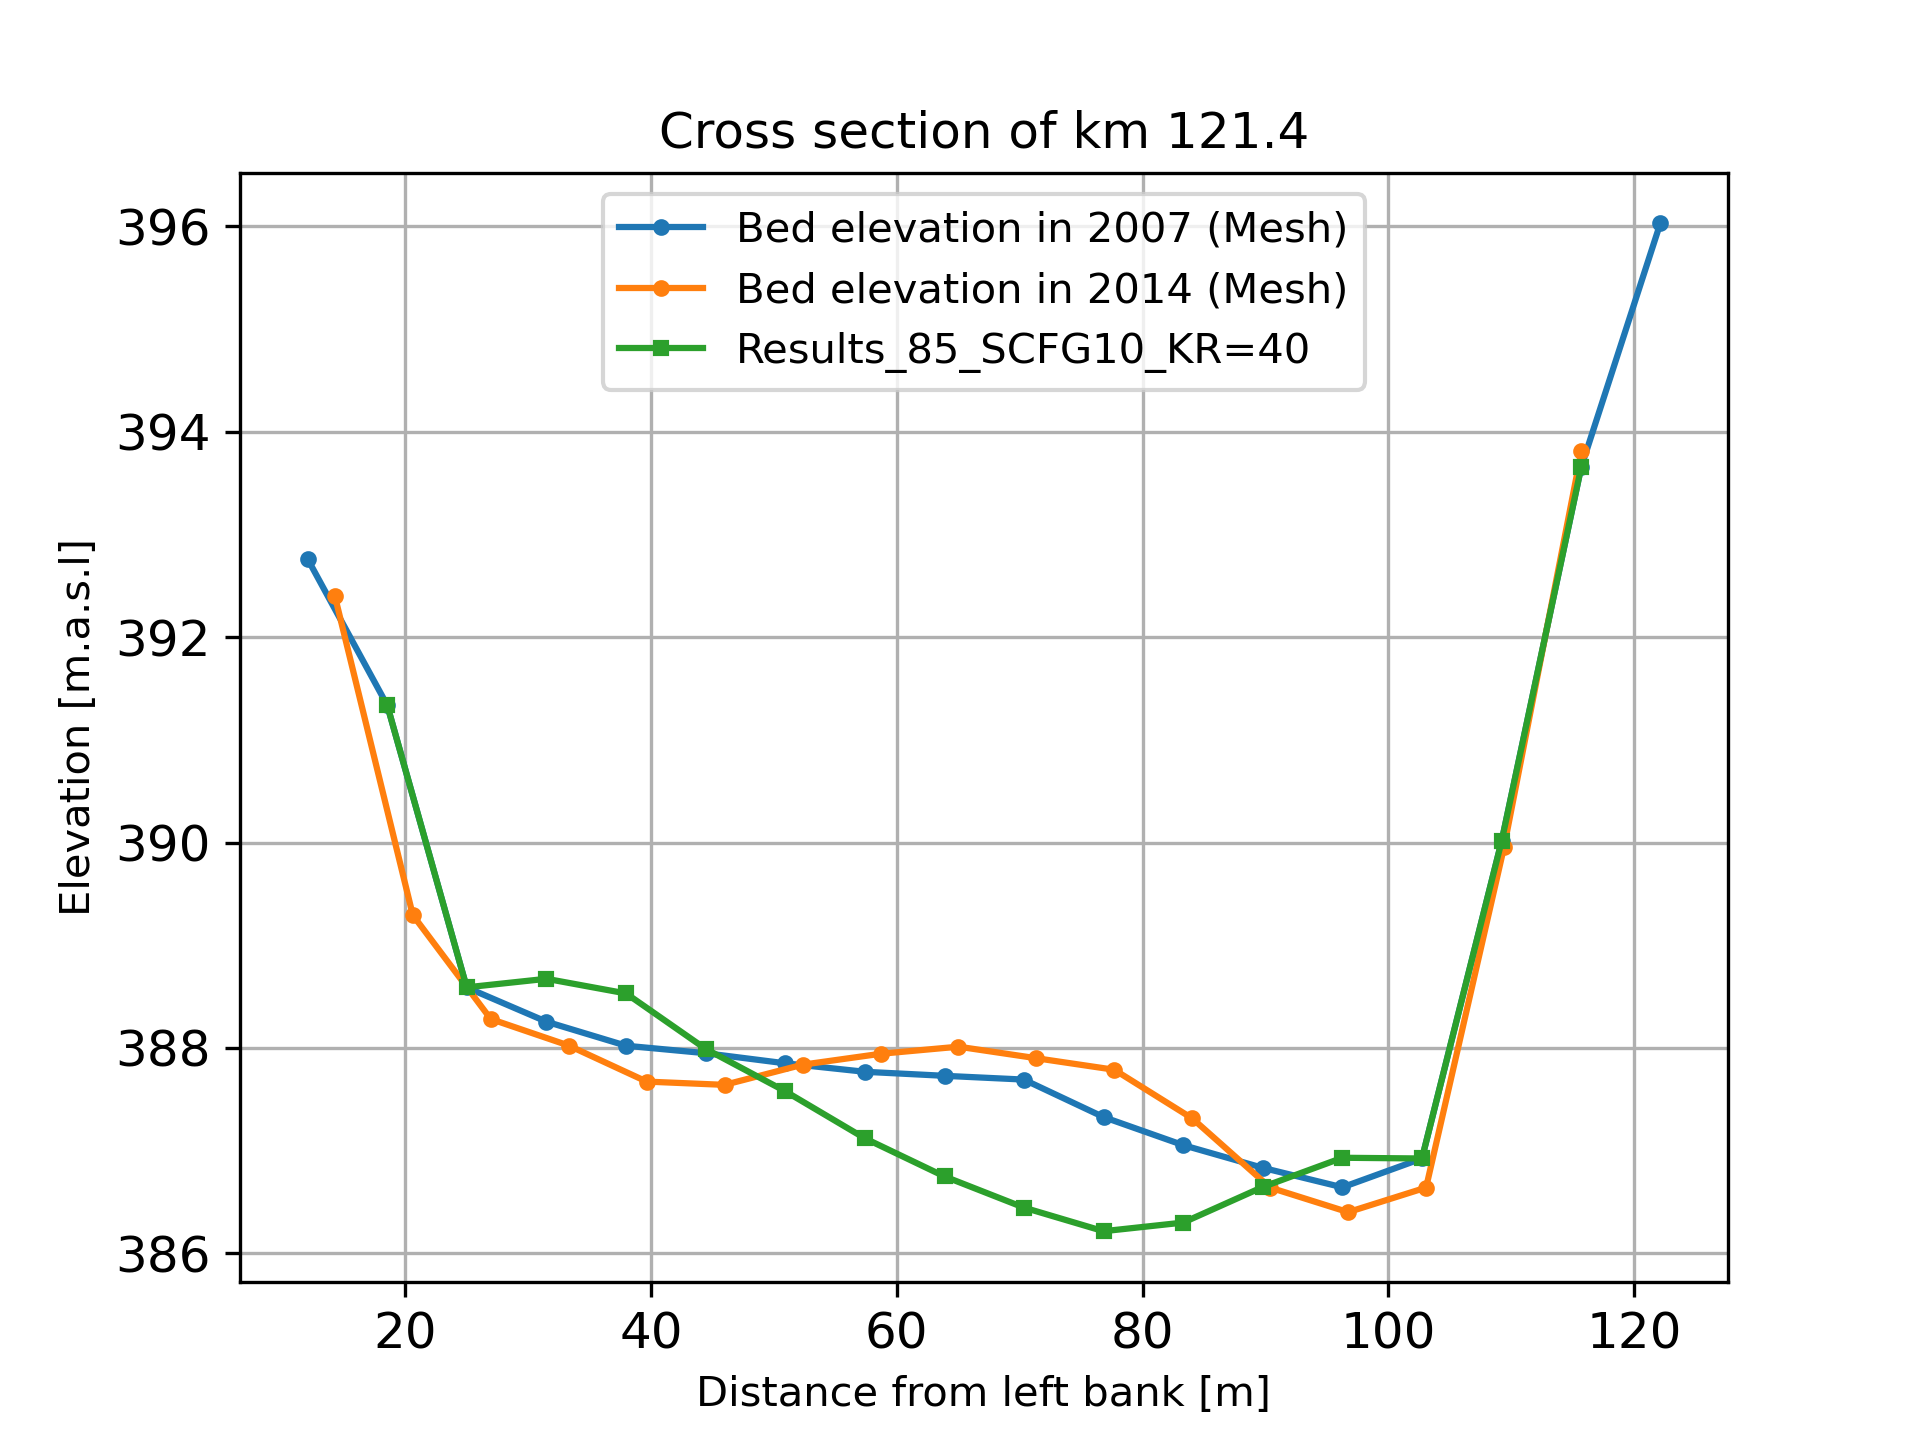 Cross section of km 121.4
Bed elevation in 2007 (Mesh)
Bed elevation in 2014 (Mesh)
Results_85_SCFG10_KR=40
396
394
392
390
388
386
Elevation [m.a.s.l]
20 40 60 80 100 120
Distance from left bank [m]